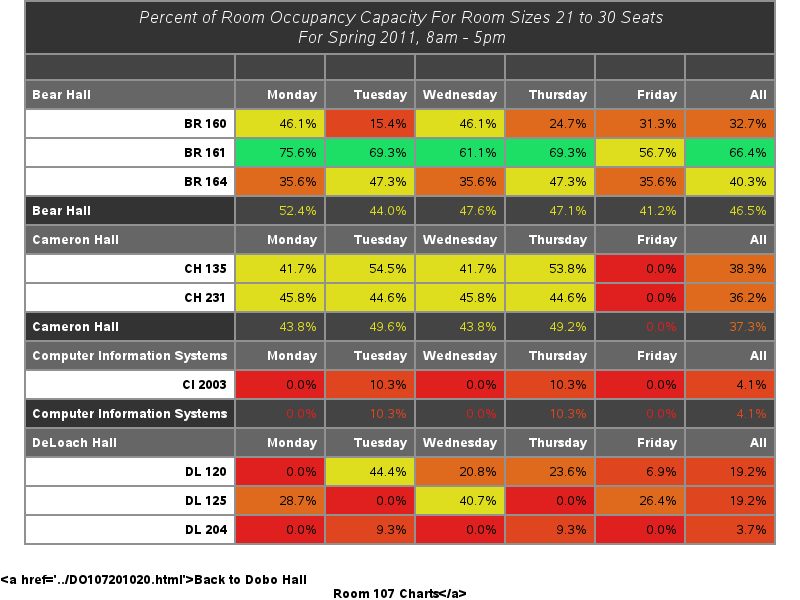 Percent of Room Occupancy Capacity For Room Sizes 21 to 30 Seats
For Spring 2011, 8am - 5pm
Bear Hall Monday Tuesday Wednesday Thursday Friday All
BR 160 46.1% 15.4% 46.1% 24.7% 31.3% 32.7%
BR 161 75.6% 69.3% 61.1% 69.3% 56.7% 66.4%
BR 164 35.6% 47.3% 35.6% 47.3% 35.6% 40.3%
Bear Hall 52.4% 44.0% 47.6% 47.1% 41.2% 46.5%
Cameron Hall Monday Tuesday Wednesday Thursday Friday All
CH 135 41.7% 54.5% 41.7% 53.8% 0.0% 38.3%
CH 231 45.8% 44.6% 45.8% 44.6% 0.0% 36.2%
Cameron Hall 43.8% 49.6% 43.8% 49.2% 0.0% 37.3%
Computer Information Systems Monday Tuesday Wednesday Thursday Friday All
CI 2003 0.0% 10.3% 0.0% 10.3% 0.0% 4.1%
Computer Information Systems 0.0% 10.3% 0.0% 10.3% 0.0% 4.1%
DeLoach Hall Monday Tuesday Wednesday Thursday Friday All
DL 120 0.0% 44.4% 20.8% 23.6% 6.9% 19.2%
DL 125 28.7% 0.0% 40.7% 0.0% 26.4% 19.2%
DL 204 0.0% 9.3% 0.0% 9.3% 0.0% 3.7%
<a href='../DO107201020.html'>Back to Dobo Hall
Room 107 Charts</a>